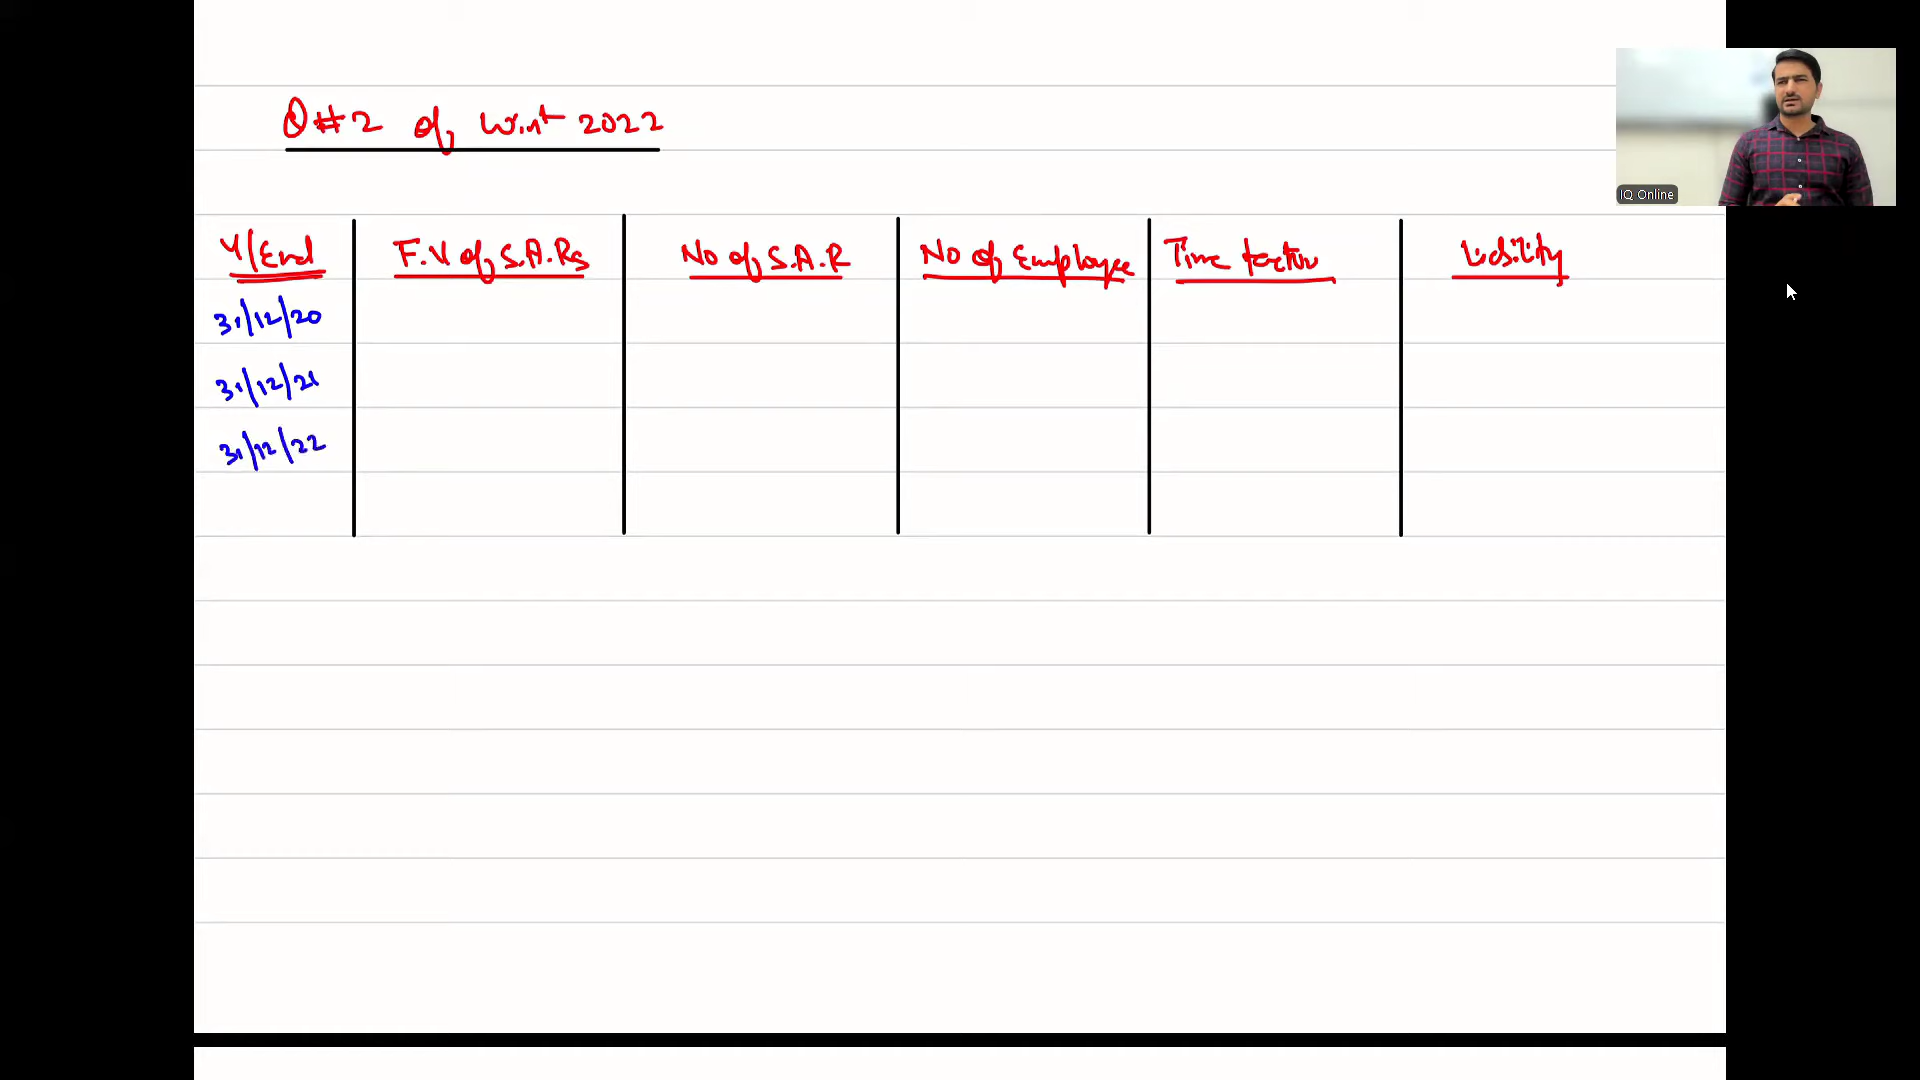 Q#2 of Wint 2022
IQ Online
Y/End F.V of S.A.Rs No of S.A.R No of Employee Time factor Liability
31/12/20
31/12/21
31/12/22